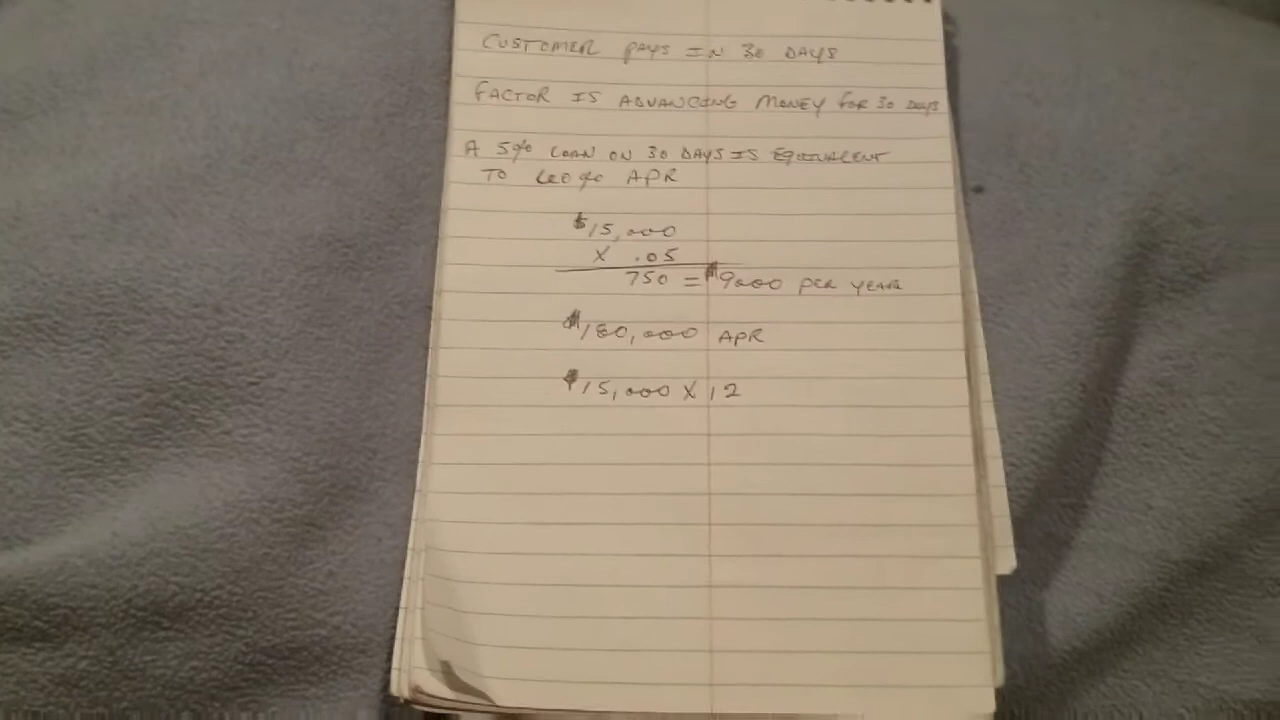 CUSTOMER PAYS IN 30 DAYS
FACTOR IS ADVANCING MONEY FOR 30 DAYS
A 5% LOAN ON 30 DAYS IS EQUIVALENT
TO 60% APR
$15,000
X .05
750 = $9000 PER YEAR
$180,000 APR
$15,000 X 12